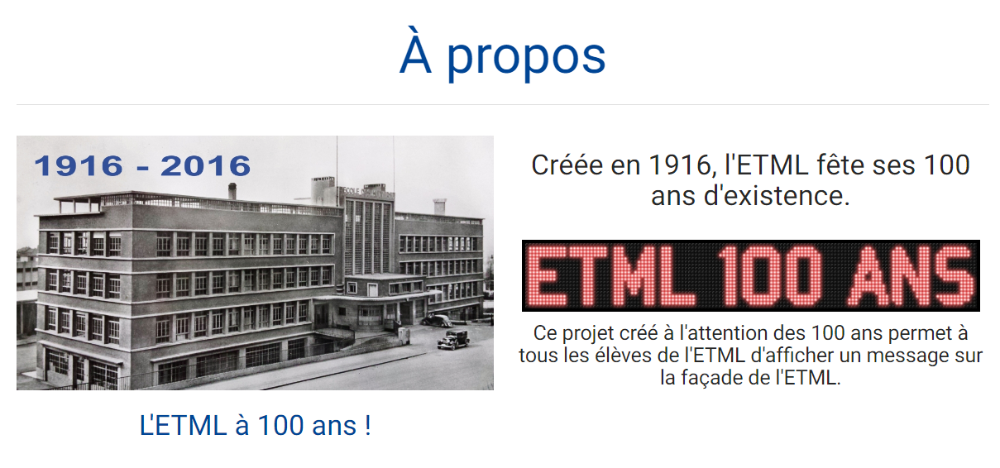 À propos
1916 - 2016
L'ETML à 100 ans !
Créée en 1916, l'ETML fête ses 100
ans d'existence.
ETML 100 ANS
Ce projet créé à l'attention des 100 ans permet à
tous les élèves de l'ETML d'afficher un message sur
la façade de l'ETML.